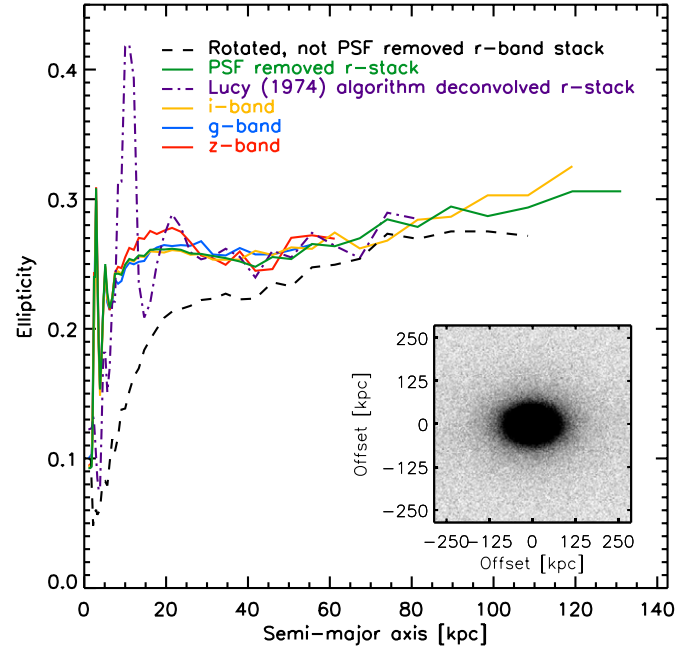 Rotated, not PSF removed r-band stack
PSF removed r-stack
Lucy (1974) algorithm deconvolved r-stack
i-band
g-band
z-band
0.4
0.3
0.2
0.1
0.0
Ellipticity
0 20 40 60 80 100 120 140
Semi-major axis [kpc]
250
125
0
-125
-250
Offset [kpc]
-250-125 0 125 250
Offset [kpc]